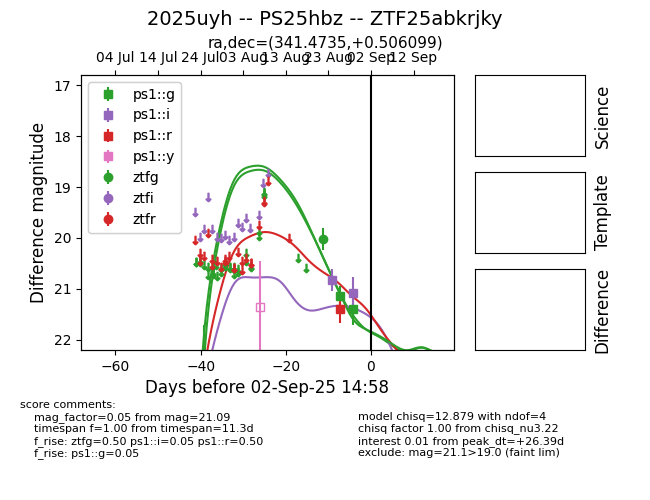 2025uyh -- PS25hbz -- ZTF25abkrjky
ra,dec=(341.4735,+0.506099)
04 Jul 14 Jul 24 Jul 03 Aug 13 Aug 23 Aug 02 Sep 12 Sep
17
18
19
20
21
22
Difference magnitude
ps1::g
ps1::i
ps1::r
ps1::y
ztfg
ztfi
ztfr
−60 −40 −20 0
Days before 02-Sep-25 14:58
Science
Template
Difference
score comments:
mag_factor=0.05 from mag=21.09
timespan f=1.00 from timespan=11.3d
f_rise: ztfg=0.50 ps1::i=0.05 ps1::r=0.50
f_rise: ps1::g=0.05
model chisq=12.879 with ndof=4
chisq factor 1.00 from chisq_nu3.22
interest 0.01 from peak_dt=+26.39d
exclude: mag=21.1>19.0 (faint lim)